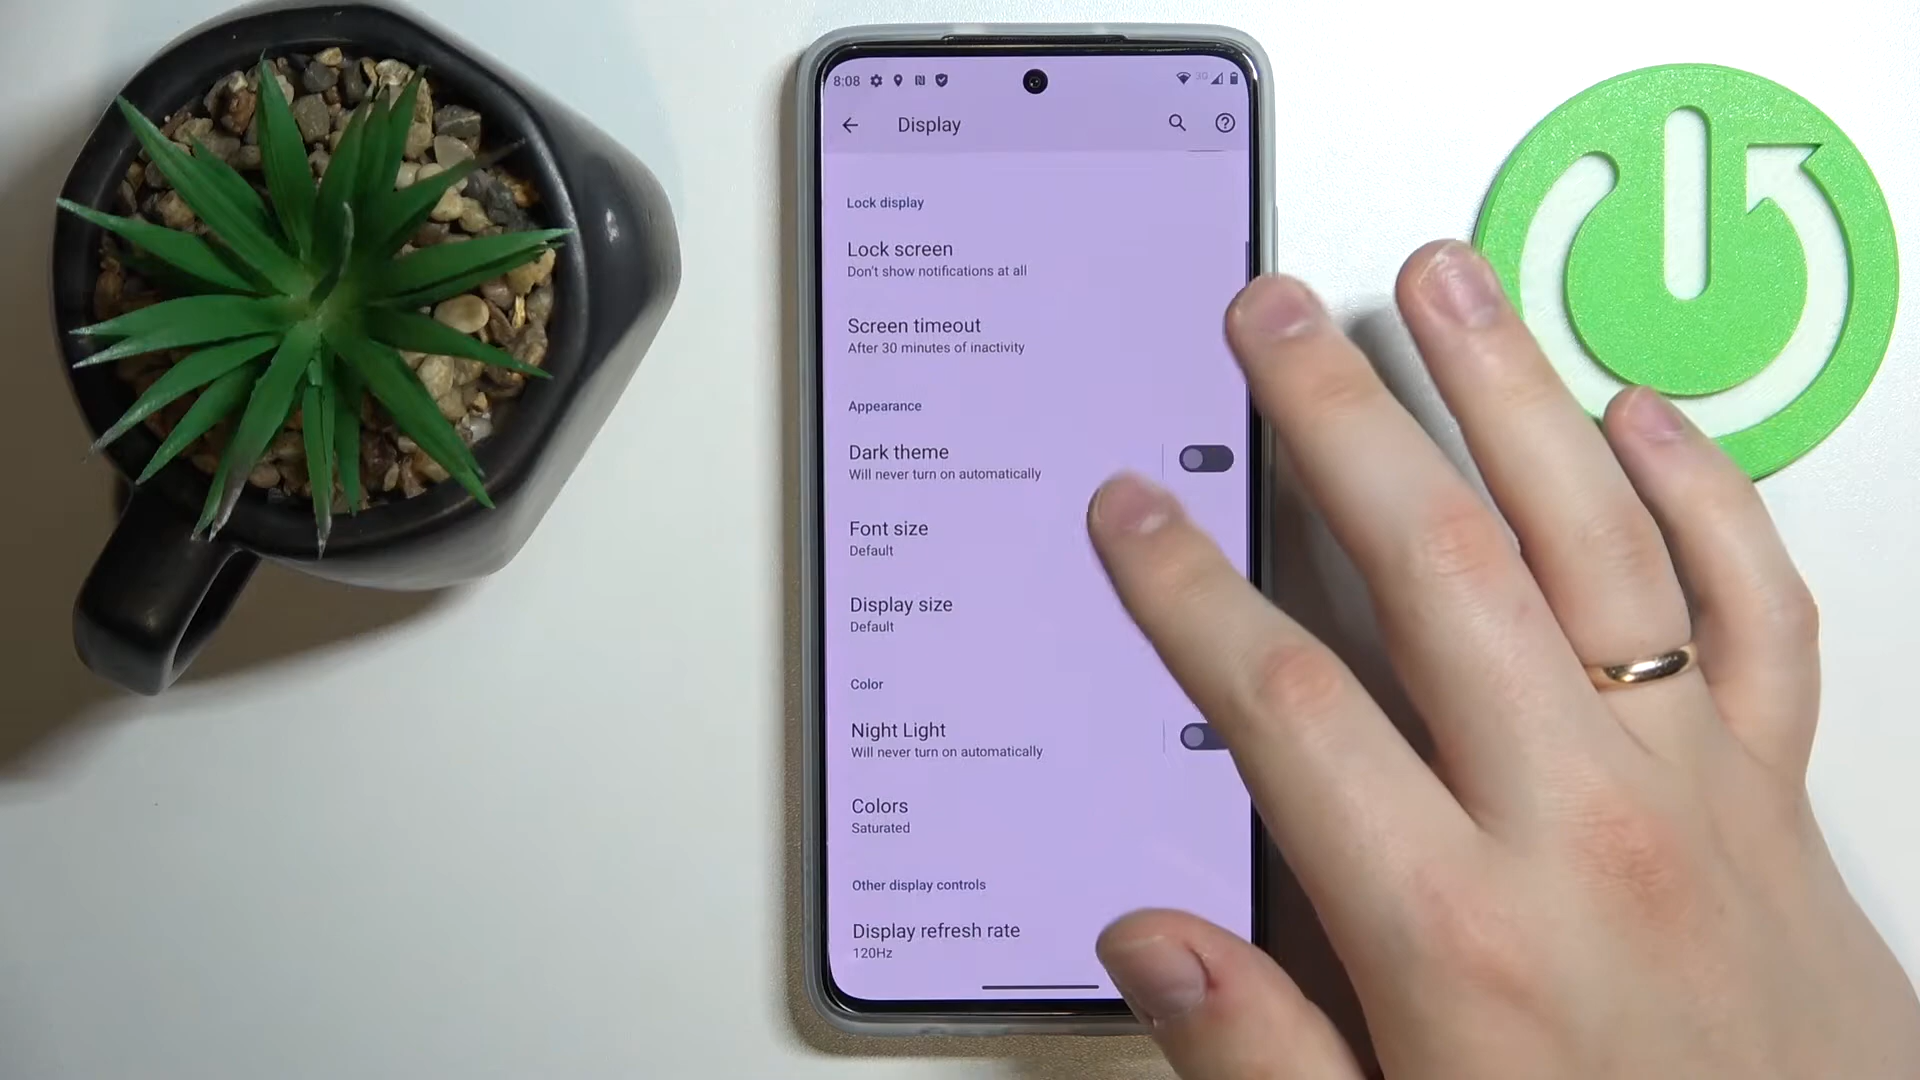 8:08 3G
Display
Lock display
Lock screen
Don't show notifications at all
Screen timeout
After 30 minutes of inactivity
Appearance
Dark theme
Will never turn on automatically
Font size
Default
Display size
Default
Color
Night Light
Will never turn on automatically
Colors
Saturated
Other display controls
Display refresh rate
120Hz